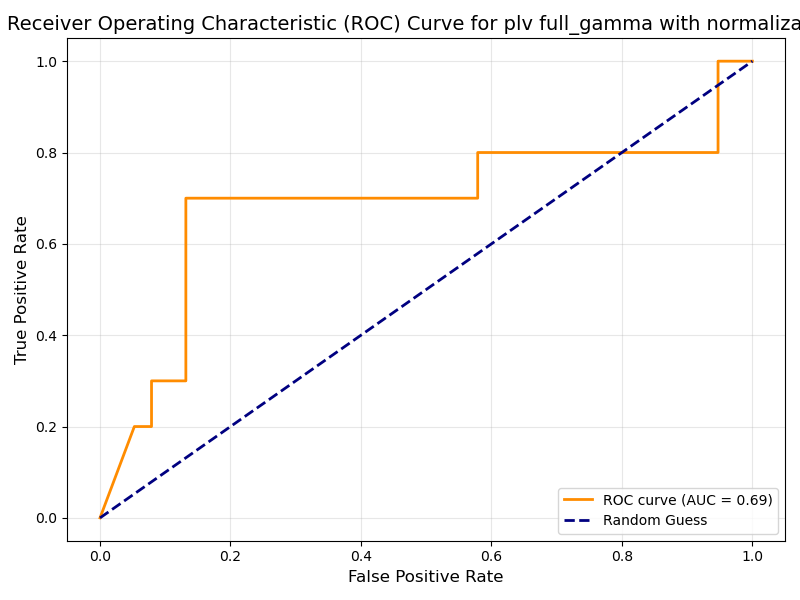 Receiver Operating Characteristic (ROC) Curve for plv full_gamma with normaliza
1.0
0.8
0.6
0.4
0.2
0.0
True Positive Rate
ROC curve (AUC = 0.69)
Random Guess
0.0 0.2 0.4 0.6 0.8 1.0
False Positive Rate